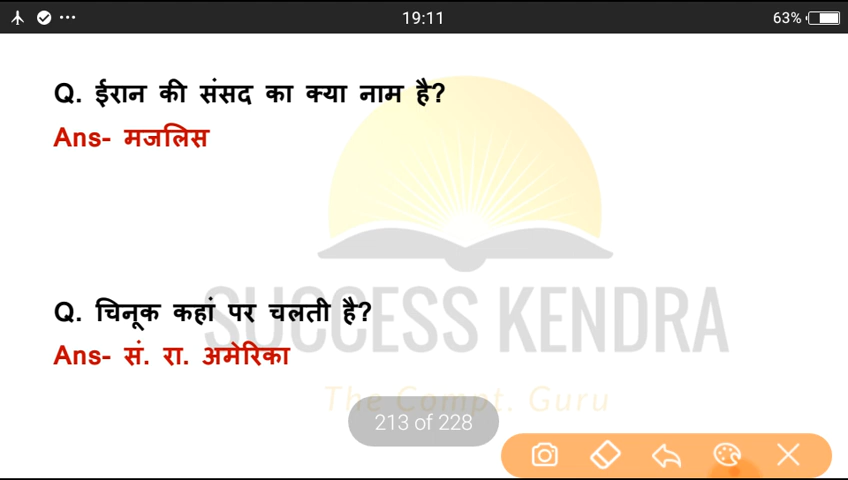 19:11
63%
Q. ईरान की संसद का क्या नाम है?
Ans- मजलिस
Q. चिनूक कहां पर चलती है?
SUCCESS KENDRA
Ans- सं. रा. अमेरिका
The Compt. Guru
213 of 228